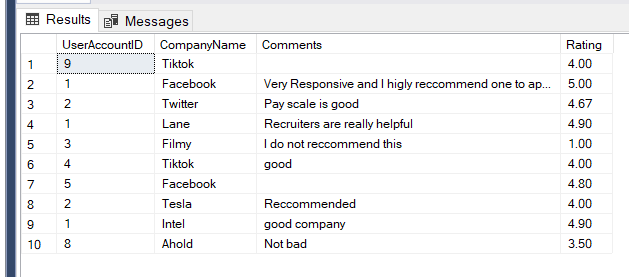 Results Messages
UserAccountID CompanyName Comments Rating
1 9 Tiktok 4.00
2 1 Facebook Very Responsive and I higly reccommend one to ap... 5.00
3 2 Twitter Pay scale is good 4.67
4 1 Lane Recruiters are really helpful 4.90
5 3 Filmy I do not reccommend this 1.00
6 4 Tiktok good 4.00
7 5 Facebook 4.80
8 2 Tesla Reccommended 4.00
9 1 Intel good company 4.90
10 8 Ahold Not bad 3.50